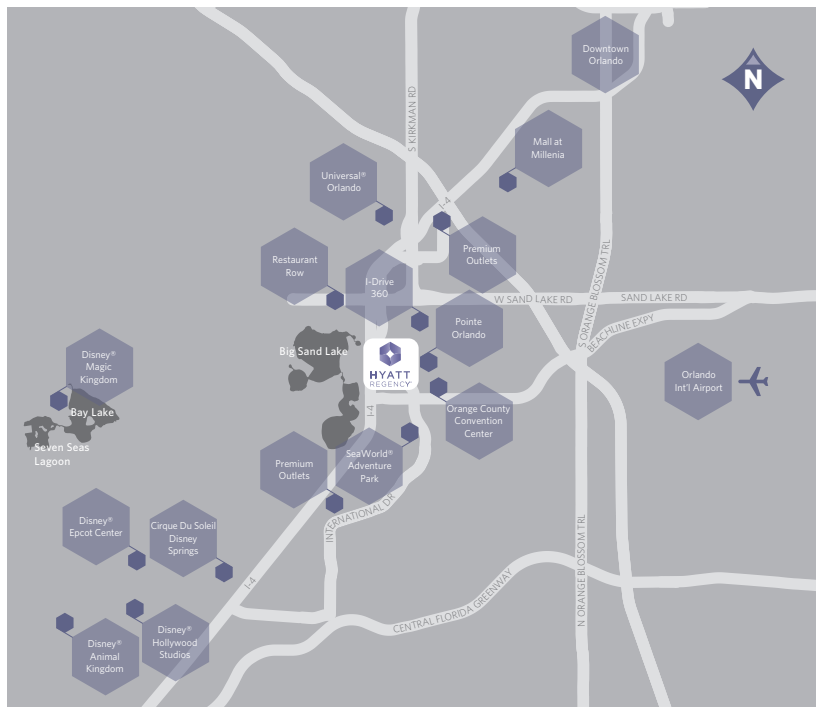 Downtown
Orlando
N
S KIRKMAN RD
Mall at
Millenia
Universal®
Orlando
I-4
Premium
Outlets
Restaurant
Row
I-Drive
360
W SAND LAKE RD
SAND LAKE RD
S ORANGE BLOSSOM TRL
BEACHLINE EXPY
Pointe
Orlando
Big Sand Lake
HYATT
REGENCY®
Disney®
Magic
Kingdom
Orlando
Int'l Airport
Bay Lake
I-4
Orange County
Convention
Center
Seven Seas
Lagoon
SeaWorld®
Adventure
Park
Premium
Outlets
INTERNATIONAL DR
Disney®
Epcot Center
Cirque Du Soleil
Disney
Springs
N ORANGE BLOSSOM TRL
I-4
CENTRAL FLORIDA GREENWAY
Disney®
Hollywood
Studios
Disney®
Animal
Kingdom